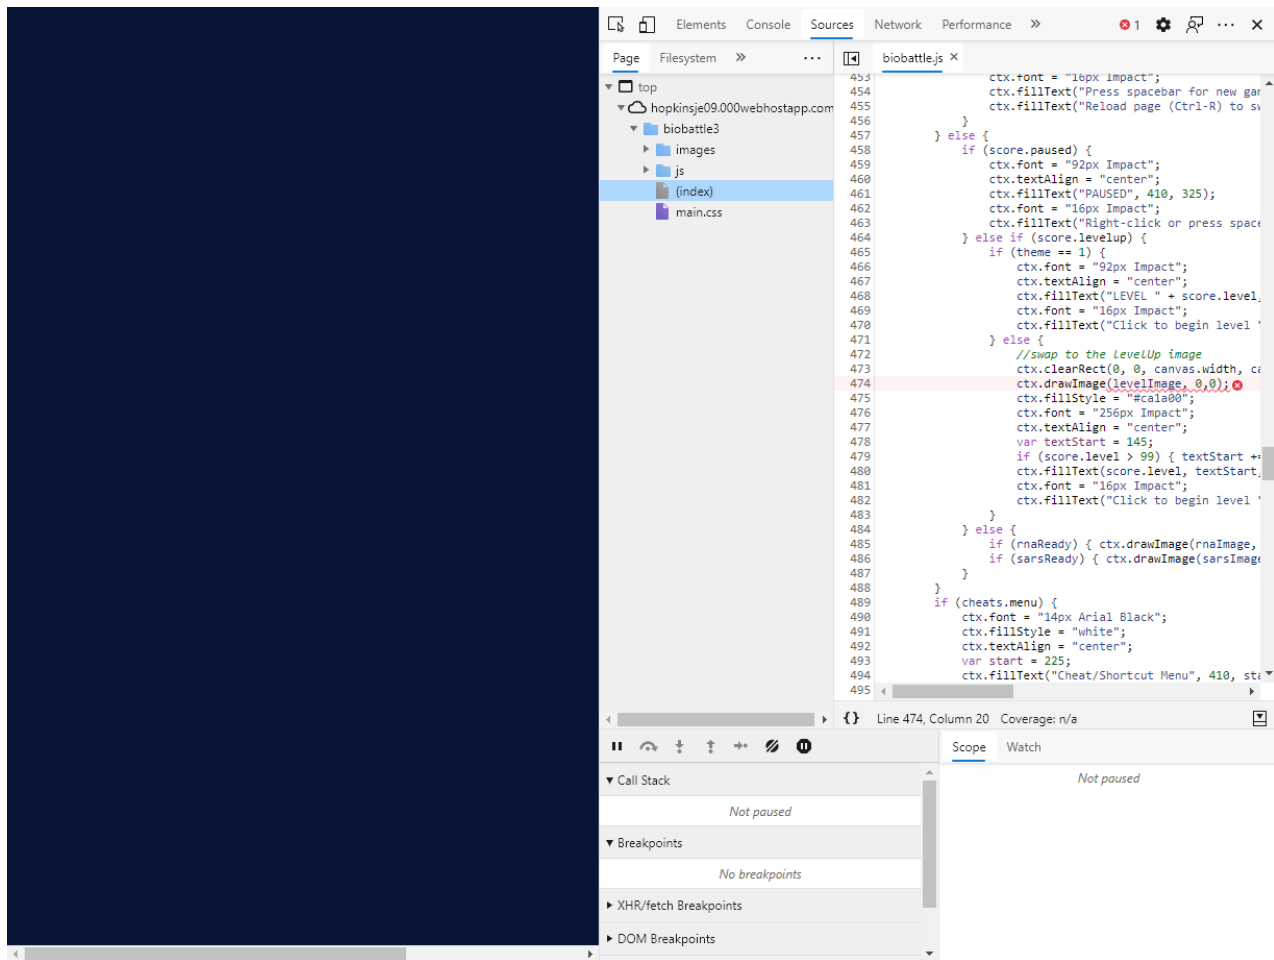 Elements Console Sources Network Performance 1
Page Filesystem
biobattle.js
top
hopkinsje09.000webhostapp.com
biobattle3
images
js
(index)
main.css
453 ctx.font = "16px Impact";
454 ctx.fillText("Press spacebar for new gam
455 ctx.fillText("Reload page (Ctrl-R) to sw
456 }
457 } else {
458 if (score.paused) {
459 ctx.font = "92px Impact";
460 ctx.textAlign = "center";
461 ctx.fillText("PAUSED", 410, 325);
462 ctx.font = "16px Impact";
463 ctx.fillText("Right-click or press space
464 } else if (score.levelup) {
465 if (theme == 1) {
466 ctx.font = "92px Impact";
467 ctx.textAlign = "center";
468 ctx.fillText("LEVEL " + score.level,
469 ctx.font = "16px Impact";
470 ctx.fillText("Click to begin level "
471 } else {
472 //swap to the levelUp image
473 ctx.clearRect(0, 0, canvas.width, ca
474 ctx.drawImage(levelImage, 0,0);
475 ctx.fillStyle = "#ca1a00";
476 ctx.font = "256px Impact";
477 ctx.textAlign = "center";
478 var textStart = 145;
479 if (score.level > 99) { textStart +=
480 ctx.fillText(score.level, textStart,
481 ctx.font = "16px Impact";
482 ctx.fillText("Click to begin level "
483 }
484 } else {
485 if (rnaReady) { ctx.drawImage(rnaImage,
486 if (sarsReady) { ctx.drawImage(sarsImage
487 }
488 }
489 if (cheats.menu) {
490 ctx.font = "14px Arial Black";
491 ctx.fillStyle = "white";
492 ctx.textAlign = "center";
493 var start = 225;
494 ctx.fillText("Cheat/Shortcut Menu", 410, sta
495
{} Line 474, Column 20 Coverage: n/a
Scope Watch
Not paused
Call Stack
Not paused
Breakpoints
No breakpoints
XHR/fetch Breakpoints
DOM Breakpoints